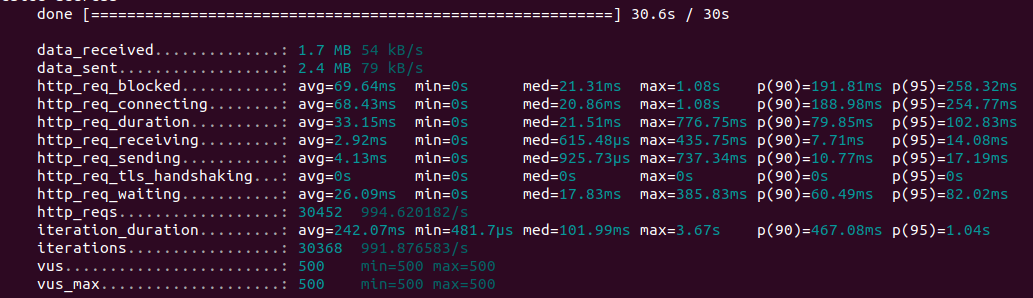 done [==========================================================] 30.6s / 30s
data_received..............: 1.7 MB 54 kB/s
data_sent..................: 2.4 MB 79 kB/s
http_req_blocked...........: avg=69.64ms min=0s med=21.31ms max=1.08s p(90)=191.81ms p(95)=258.32ms
http_req_connecting........: avg=68.43ms min=0s med=20.86ms max=1.08s p(90)=188.98ms p(95)=254.77ms
http_req_duration..........: avg=33.15ms min=0s med=21.51ms max=776.75ms p(90)=79.85ms p(95)=102.83ms
http_req_receiving.........: avg=2.92ms min=0s med=615.48µs max=435.75ms p(90)=7.71ms p(95)=14.08ms
http_req_sending...........: avg=4.13ms min=0s med=925.73µs max=737.34ms p(90)=10.77ms p(95)=17.19ms
http_req_tls_handshaking...: avg=0s min=0s med=0s max=0s p(90)=0s p(95)=0s
http_req_waiting...........: avg=26.09ms min=0s med=17.83ms max=385.83ms p(90)=60.49ms p(95)=82.02ms
http_reqs..................: 30452 994.620182/s
iteration_duration.........: avg=242.07ms min=481.7µs med=101.99ms max=3.67s p(90)=467.08ms p(95)=1.04s
iterations.................: 30368 991.876583/s
vus........................: 500 min=500 max=500
vus_max....................: 500 min=500 max=500